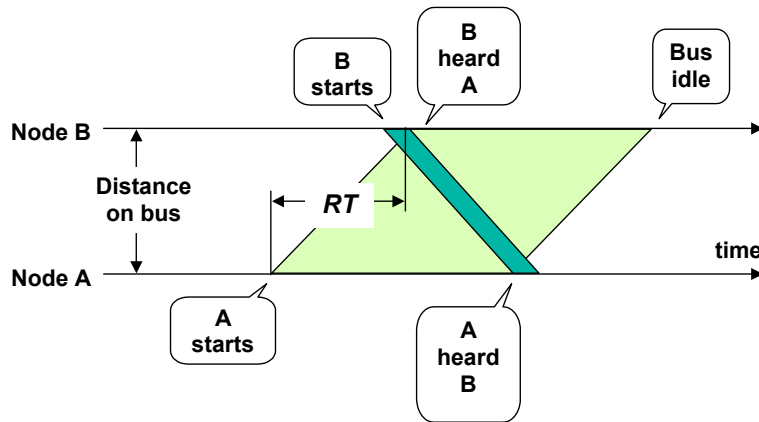 B
starts
B
heard
A
Bus
idle
Node B
Distance
on bus
RT
time
Node A
A
starts
A
heard
B